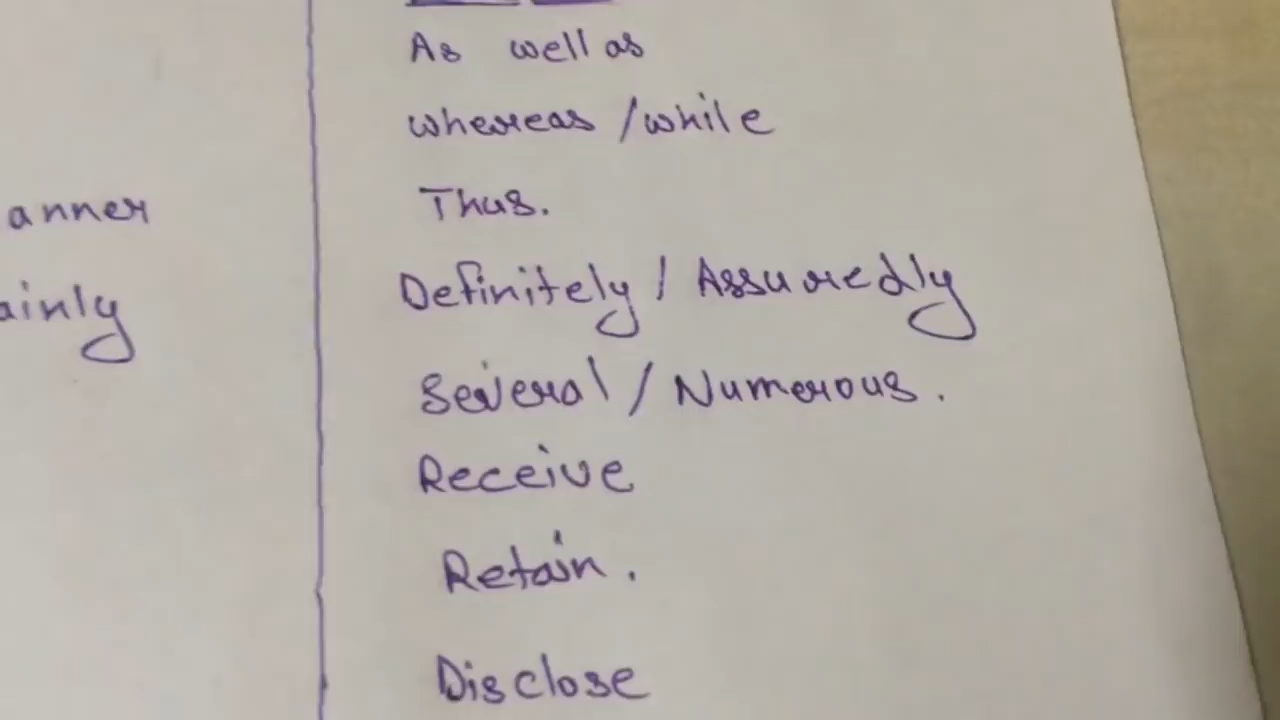 As well as
whereas / while
anner Thus.
ainly Definitely / Assuredly
Several / Numerous.
Receive
Retain.
Disclose